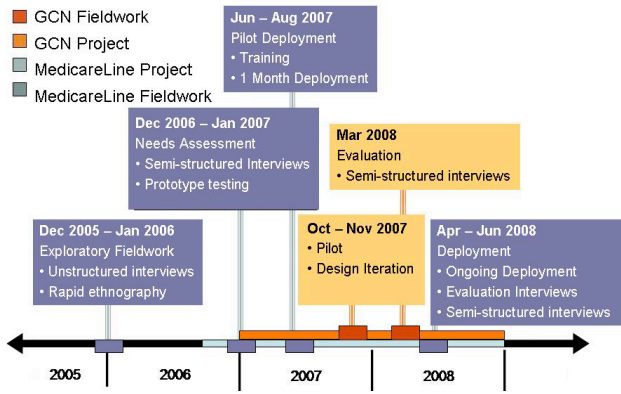 GCN Fieldwork
GCN Project
MedicareLine Project
MedicareLine Fieldwork
Jun – Aug 2007
Pilot Deployment
• Training
• 1 Month Deployment
Dec 2006 – Jan 2007
Needs Assessment
• Semi-structured Interviews
• Prototype testing
Mar 2008
Evaluation
• Semi-structured interviews
Dec 2005 – Jan 2006
Exploratory Fieldwork
• Unstructured interviews
• Rapid ethnography
Oct – Nov 2007
• Pilot
• Design Iteration
Apr – Jun 2008
Deployment
• Ongoing Deployment
• Evaluation Interviews
• Semi-structured interviews
2005
2006
2007
2008